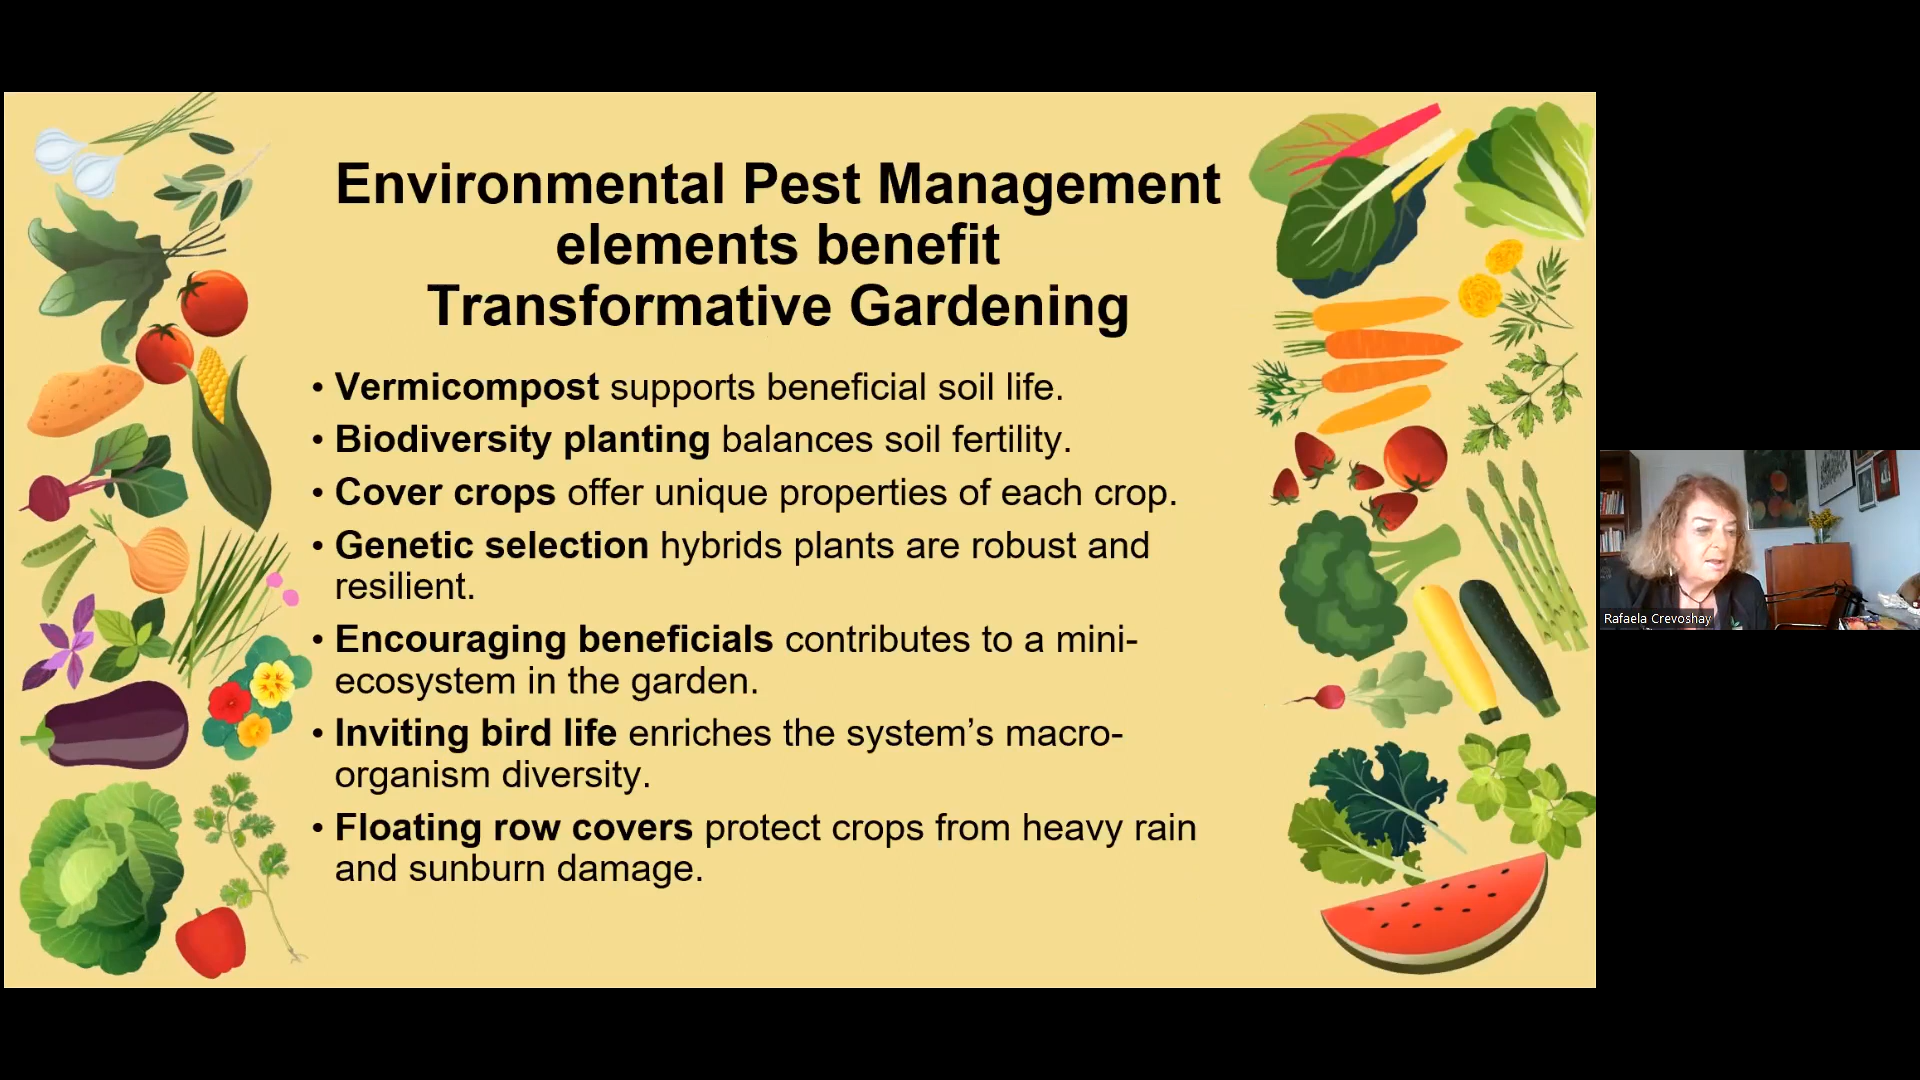 Environmental Pest Management
elements benefit
Transformative Gardening
• Vermicompost supports beneficial soil life.
• Biodiversity planting balances soil fertility.
• Cover crops offer unique properties of each crop.
• Genetic selection hybrids plants are robust and
resilient.
• Encouraging beneficials contributes to a mini-
ecosystem in the garden.
• Inviting bird life enriches the system’s macro-
organism diversity.
• Floating row covers protect crops from heavy rain
and sunburn damage.
Rafaela Crevoshay